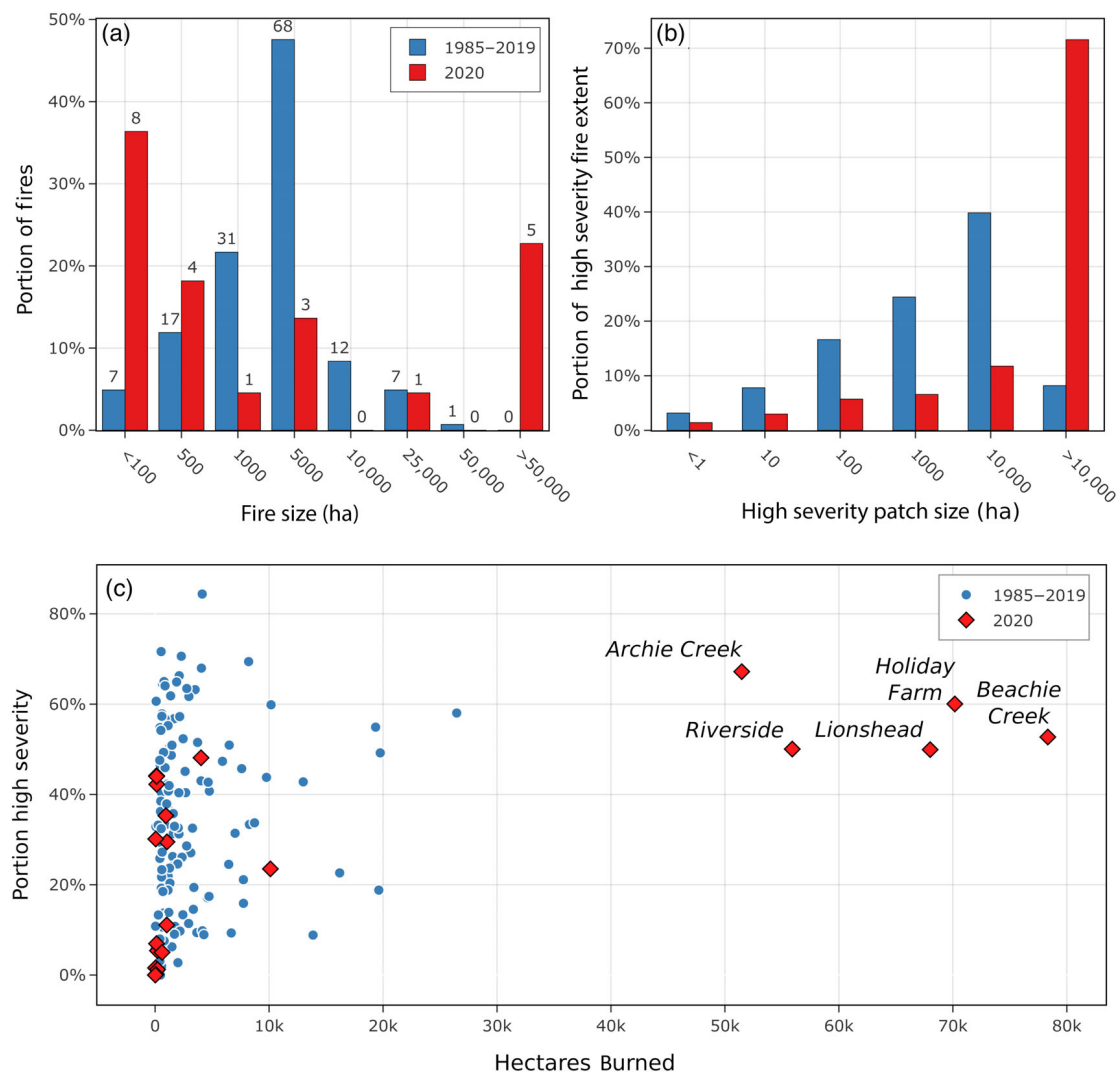 (a)
1985–2019
2020
Portion of fires
50%
40%
30%
20%
10%
0%
7
8
17
4
31
1
68
3
12
0
7
1
1
0
0
5
<100
500
1000
5000
10,000
25,000
50,000
>50,000
Fire size (ha)
(b)
Portion of high severity fire extent
70%
60%
50%
40%
30%
20%
10%
0%
<1
10
100
1000
10,000
>10,000
High severity patch size (ha)
(c)
1985–2019
2020
Portion high severity
80%
60%
40%
20%
0%
Archie Creek
Riverside
Lionshead
Holiday
Farm
Beachie
Creek
0
10k
20k
30k
40k
50k
60k
70k
80k
Hectares Burned